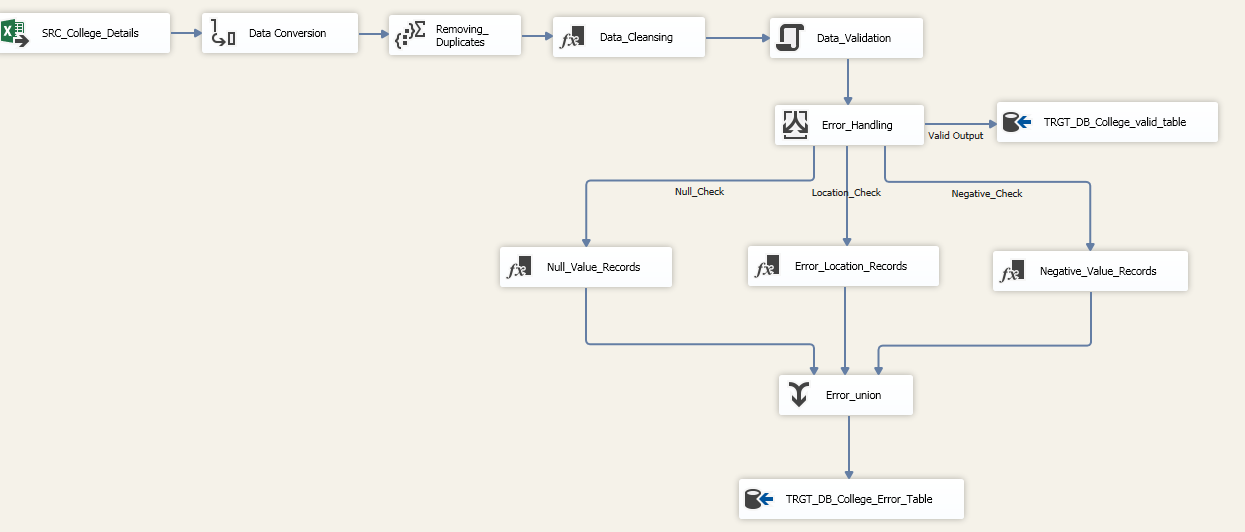 SRC_College_Details
Data Conversion
Removing_
Duplicates
Data_Cleansing
Data_Validation
Error_Handling
Valid Output
TRGT_DB_College_valid_table
Null_Check
Location_Check
Negative_Check
Null_Value_Records
Error_Location_Records
Negative_Value_Records
Error_union
TRGT_DB_College_Error_Table